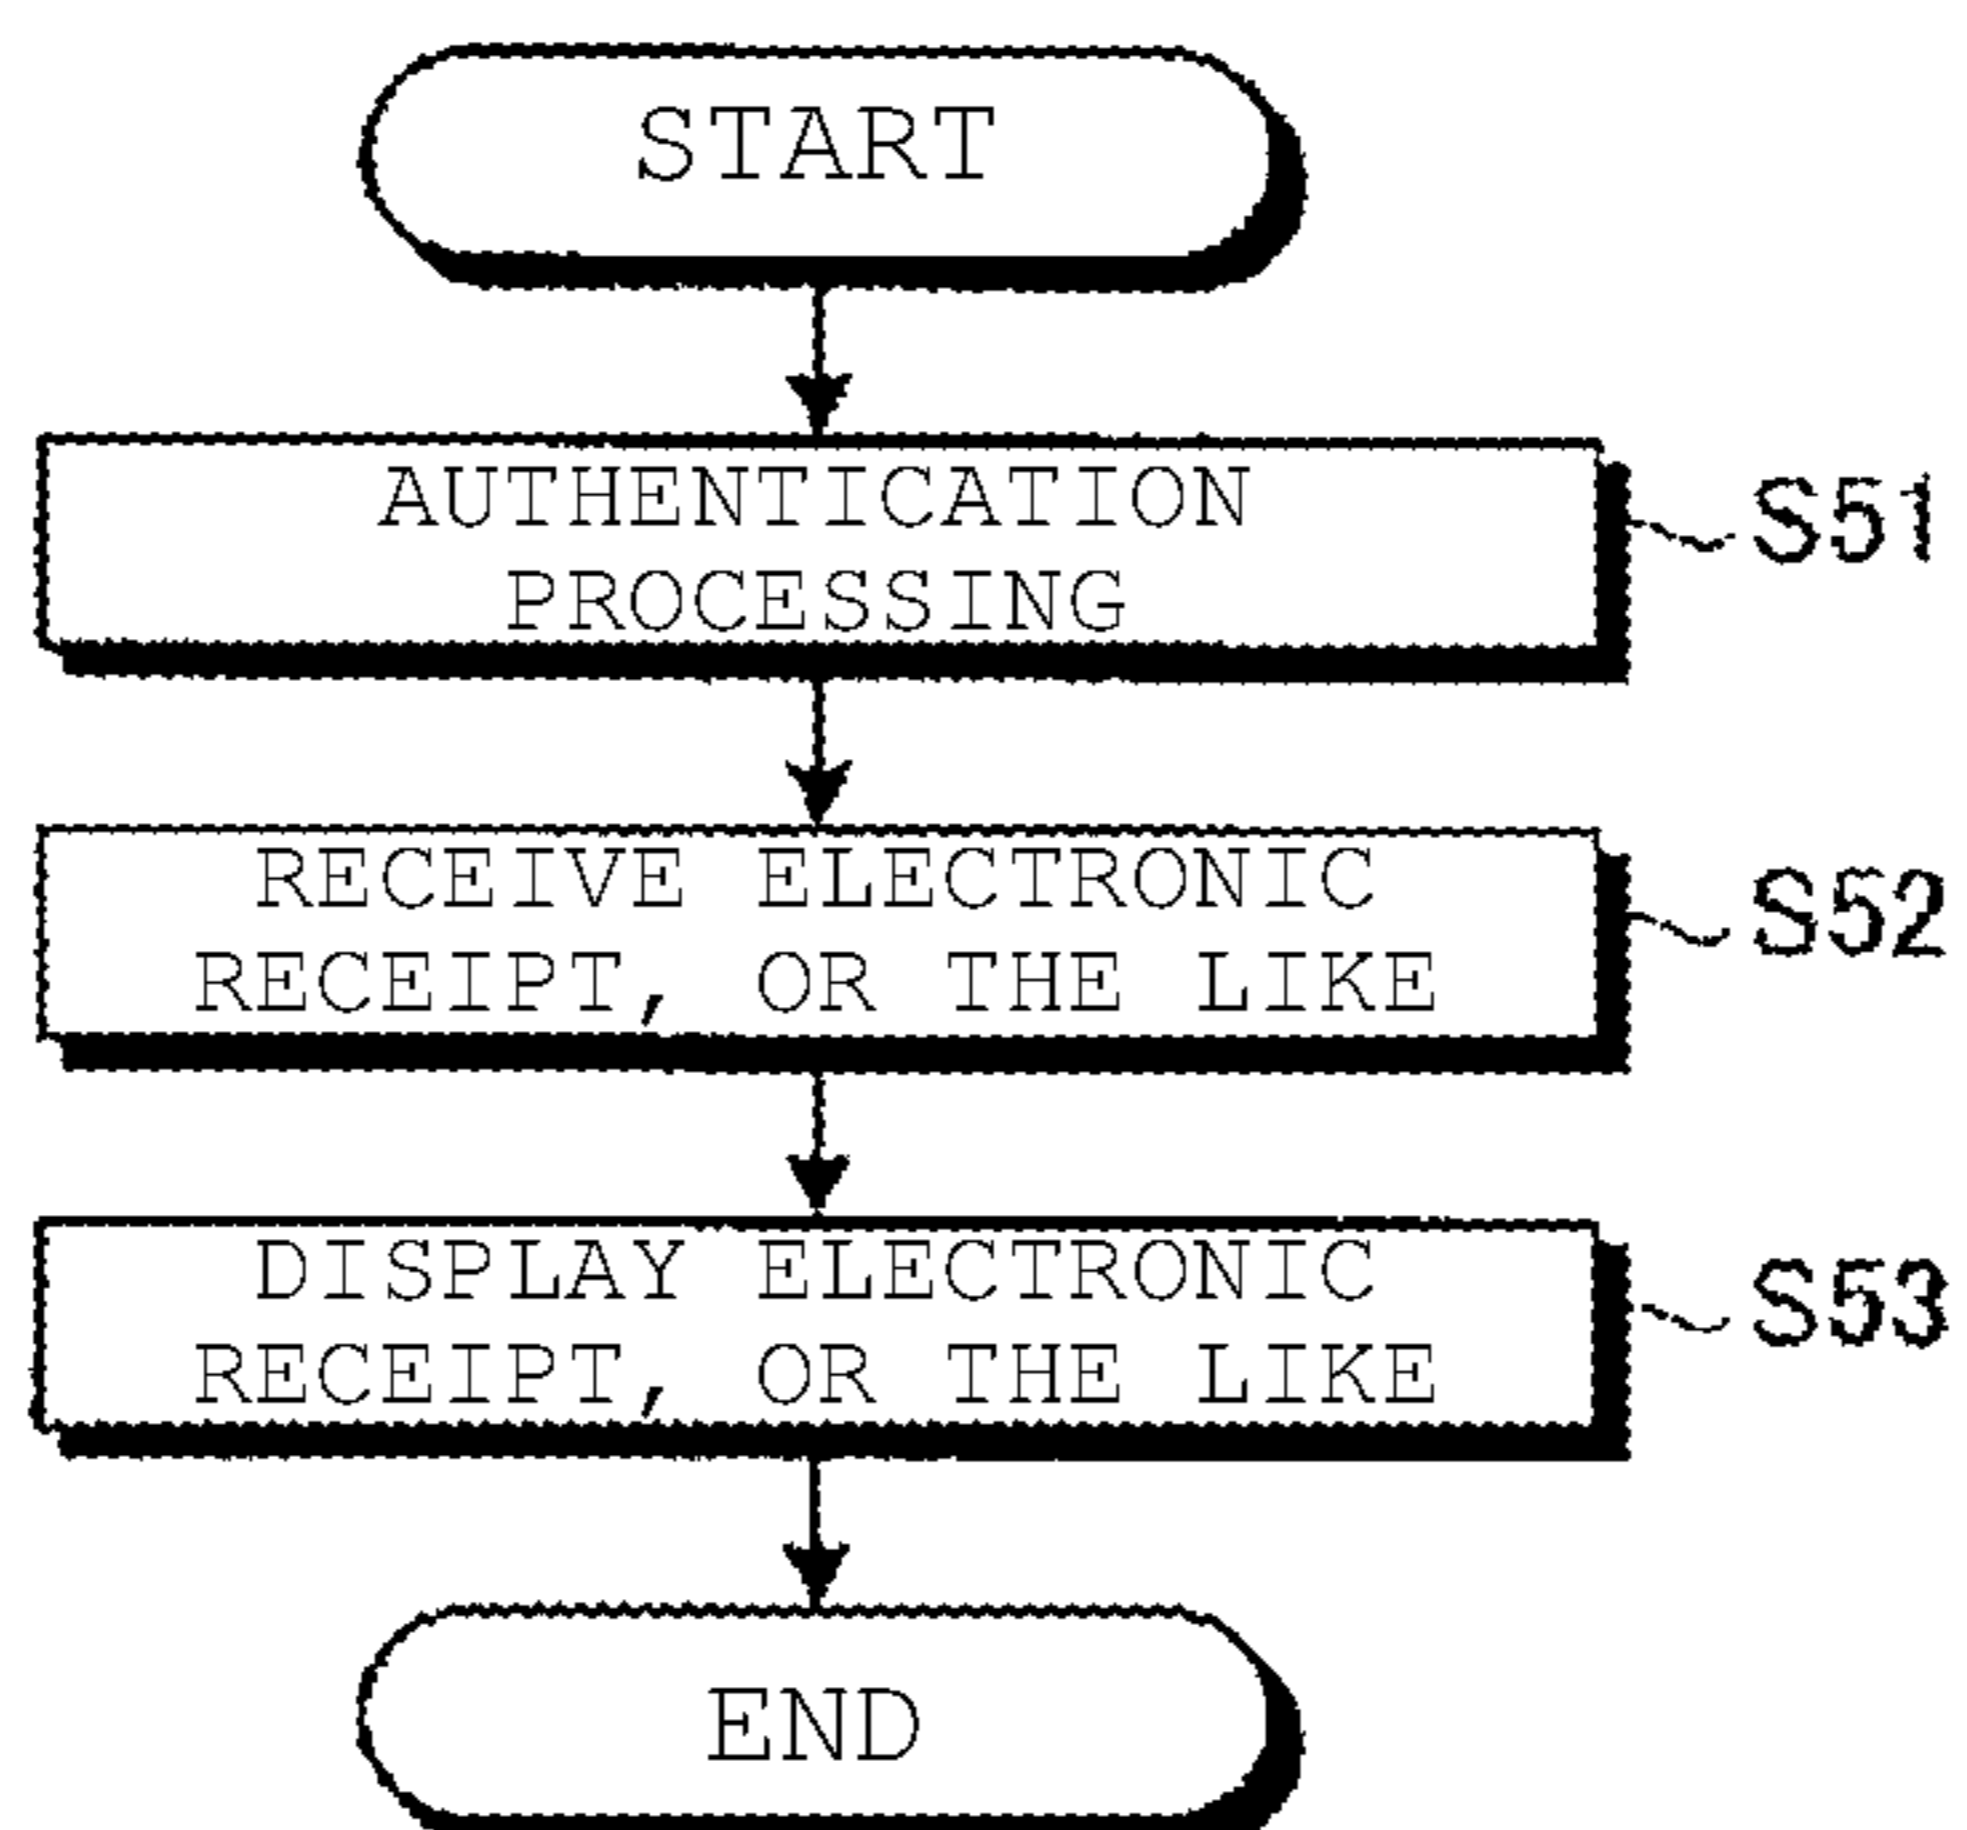 START
AUTHENTICATION
PROCESSING
S51
RECEIVE ELECTRONIC
RECEIPT, OR THE LIKE
S52
DISPLAY ELECTRONIC
RECEIPT, OR THE LIKE
S53
END